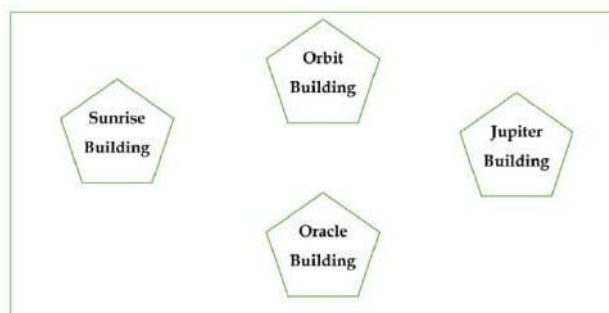 Orbit
Building
Sunrise
Building
Jupiter
Building
Oracle
Building